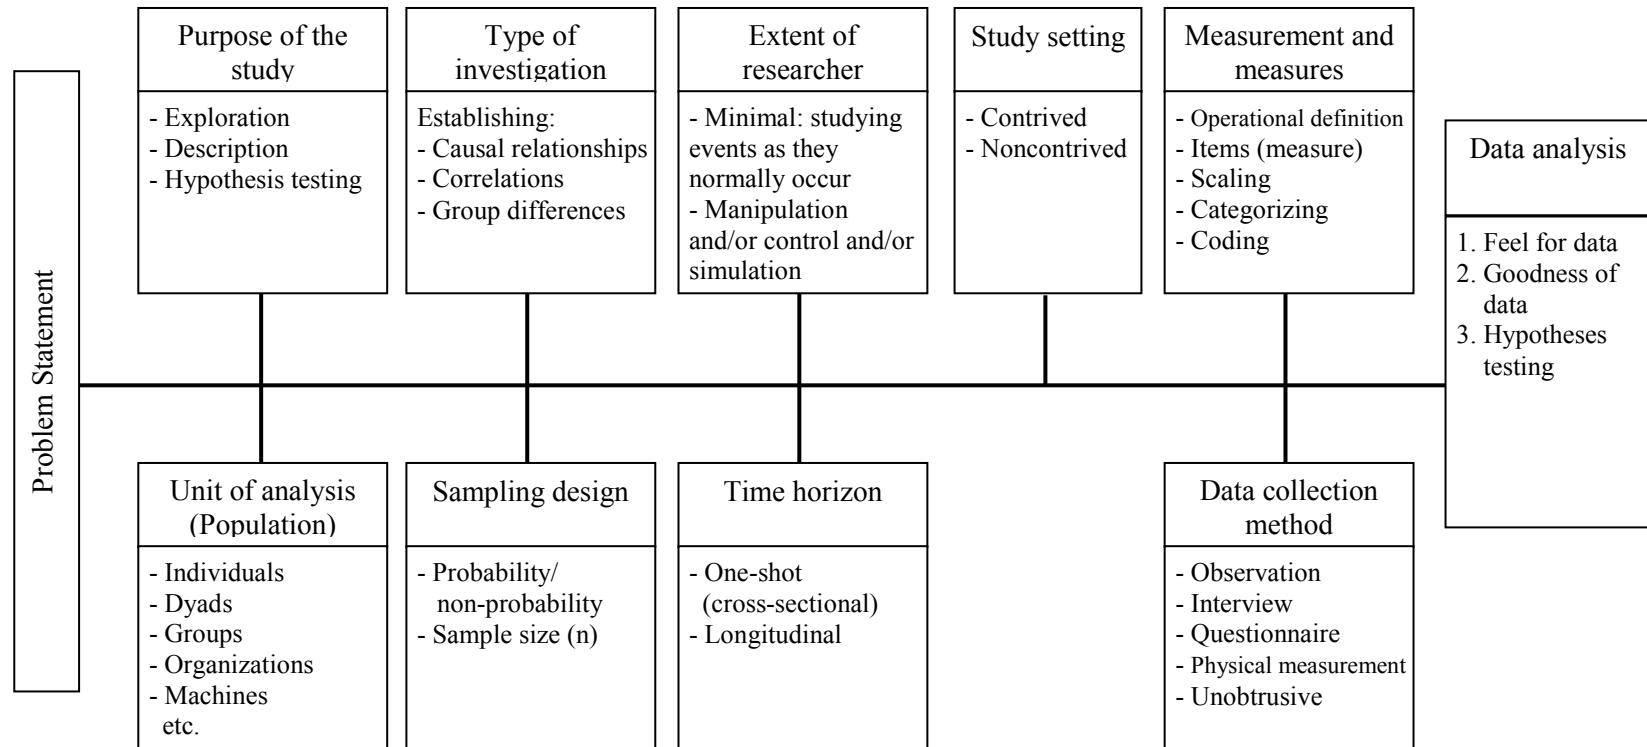 Problem Statement
Purpose of the
study
- Exploration
- Description
- Hypothesis testing
Type of
investigation
Establishing:
- Causal relationships
- Correlations
- Group differences
Extent of
researcher
- Minimal: studying
events as they
normally occur
- Manipulation
and/or control and/or
simulation
Study setting
- Contrived
- Noncontrived
Measurement and
measures
- Operational definition
- Items (measure)
- Scaling
- Categorizing
- Coding
Unit of analysis
(Population)
- Individuals
- Dyads
- Groups
- Organizations
- Machines
etc.
Sampling design
- Probability/
non-probability
- Sample size (n)
Time horizon
- One-shot
(cross-sectional)
- Longitudinal
Data collection
method
- Observation
- Interview
- Questionnaire
- Physical measurement
- Unobtrusive
Data analysis
1. Feel for data
2. Goodness of
data
3. Hypotheses
testing